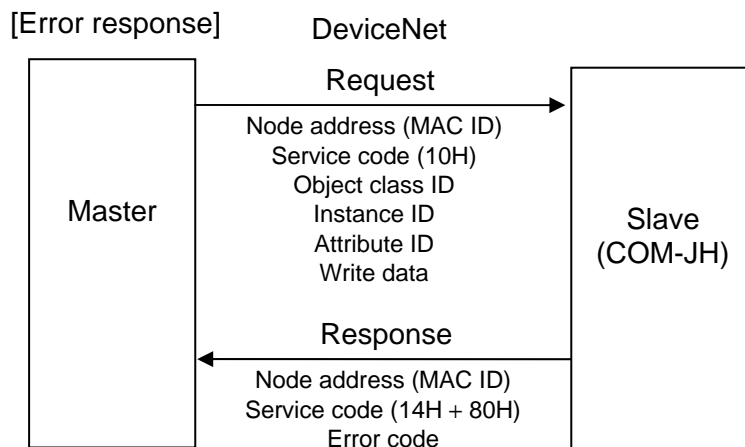 [Error response]
DeviceNet
Request
Node address (MAC ID)
Service code (10H)
Object class ID
Instance ID
Attribute ID
Write data
Master
Slave
(COM-JH)
Response
Node address (MAC ID)
Service code (14H + 80H)
Error code